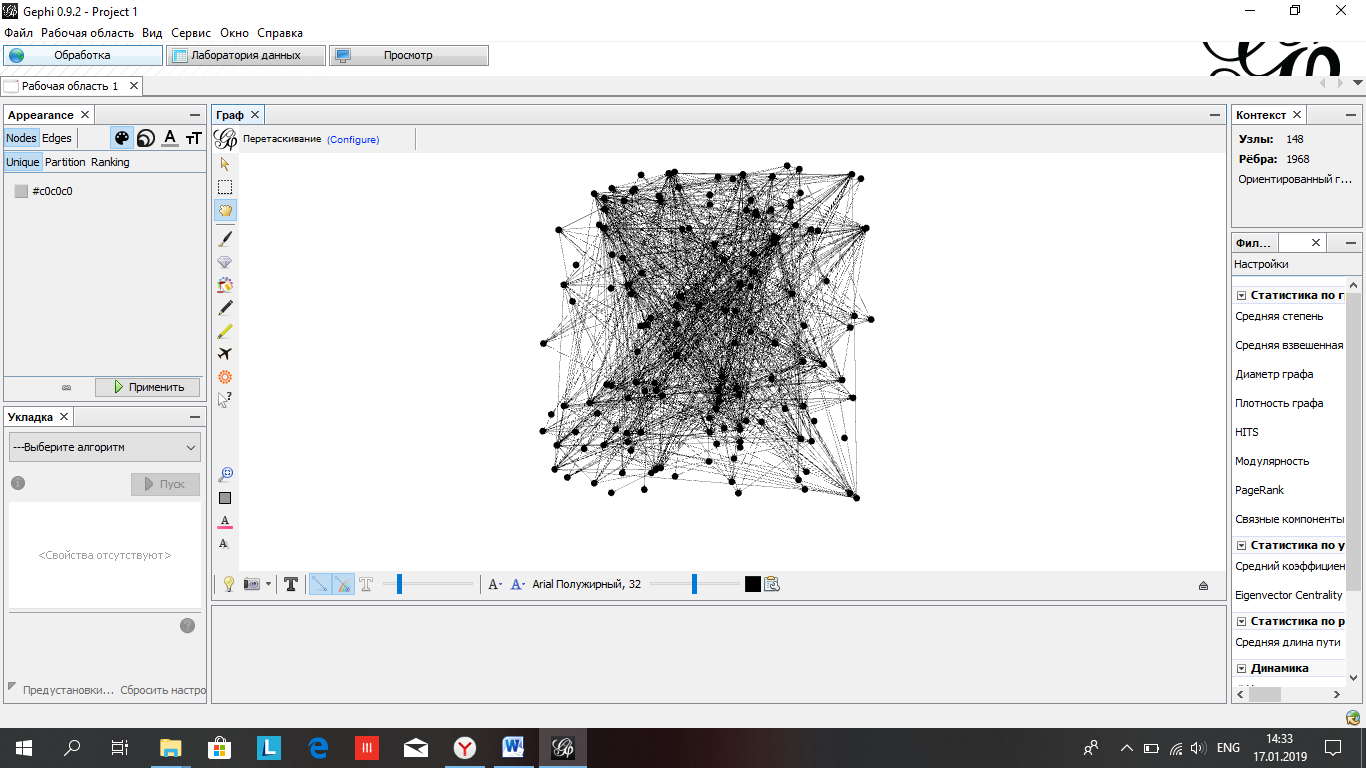 Gephi 0.9.2 - Project 1
Файл Рабочая область Вид Сервис Окно Справка
Обработка Лаборатория данных Просмотр
Рабочая область 1
Appearance
Nodes Edges
Unique Partition Ranking
#c0c0c0
Применить
Укладка
---Выберите алгоритм
Пуск
<Свойства отсутствуют>
Предустановки... Сбросить настро
Граф
Перетаскивание (Configure)
Arial Полужирный, 32
Контекст
Узлы: 148
Рёбра: 1968
Ориентированный г...
Фил...
Настройки
Статистика по г
Средняя степень
Средняя взвешенная
Диаметр графа
Плотность графа
HITS
Модулярность
PageRank
Связные компоненты
Статистика по у
Средний коэффициен
Eigenvector Centrality
Статистика по р
Средняя длина пути
Динамика
ENG
14:33
17.01.2019